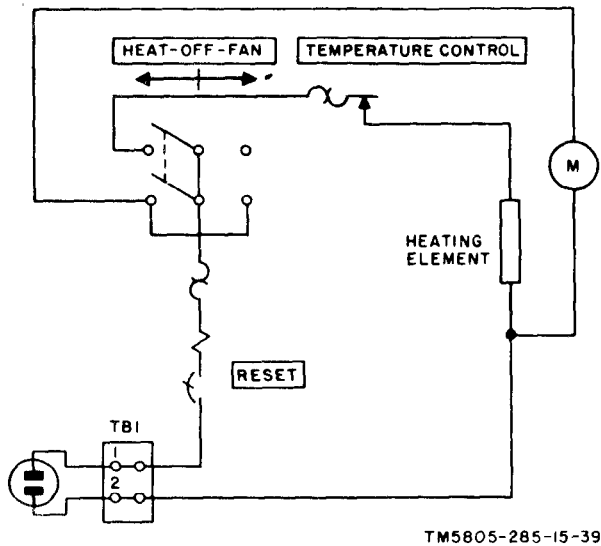 HEAT-OFF-FAN
TEMPERATURE CONTROL
M
HEATING
ELEMENT
RESET
TB1
1
2
TM5805-285-15-39